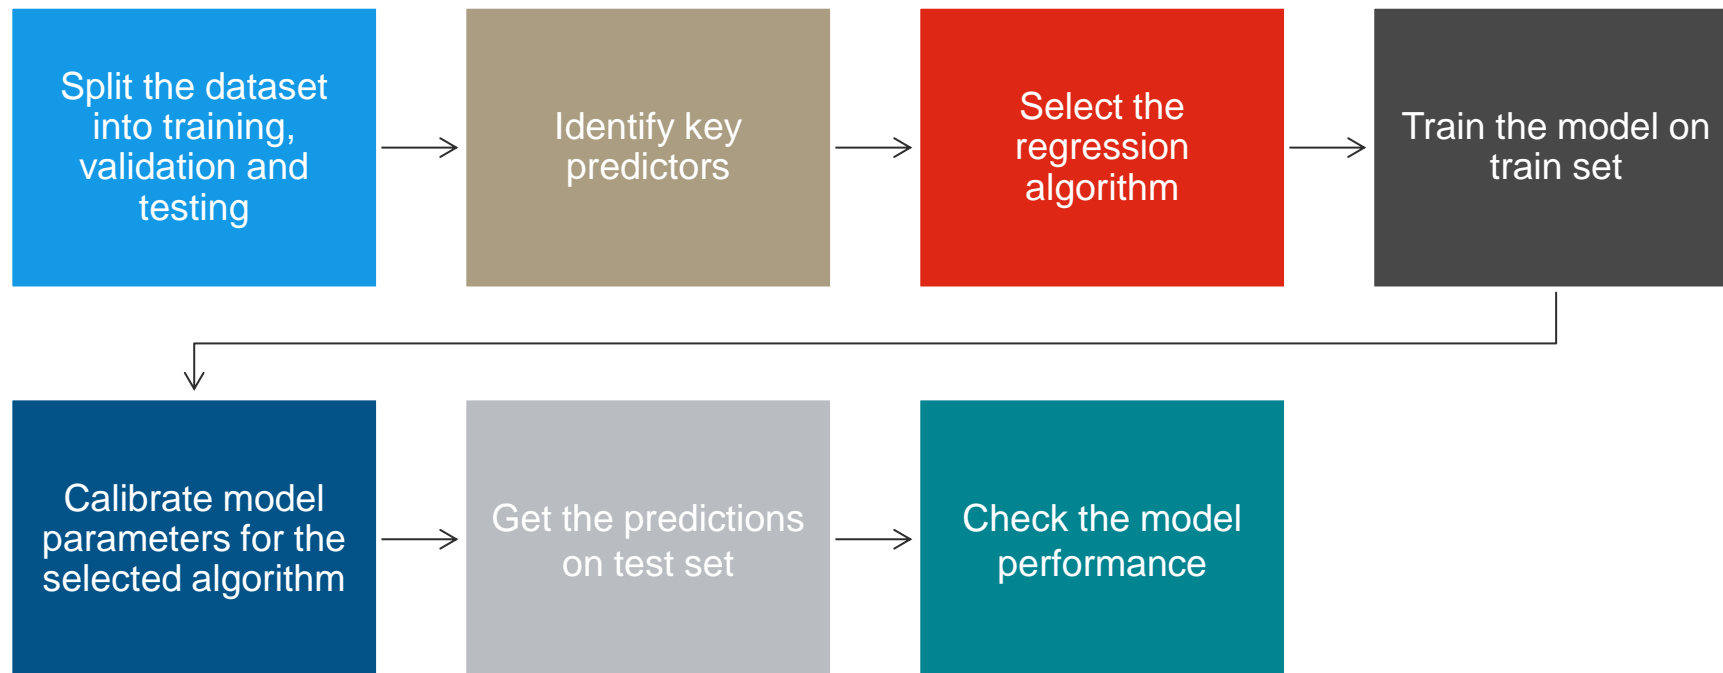 Split the dataset
into training,
validation and
testing
Identify key
predictors
Select the
regression
algorithm
Train the model on
train set
Calibrate model
parameters for the
selected algorithm
Get the predictions
on test set
Check the model
performance